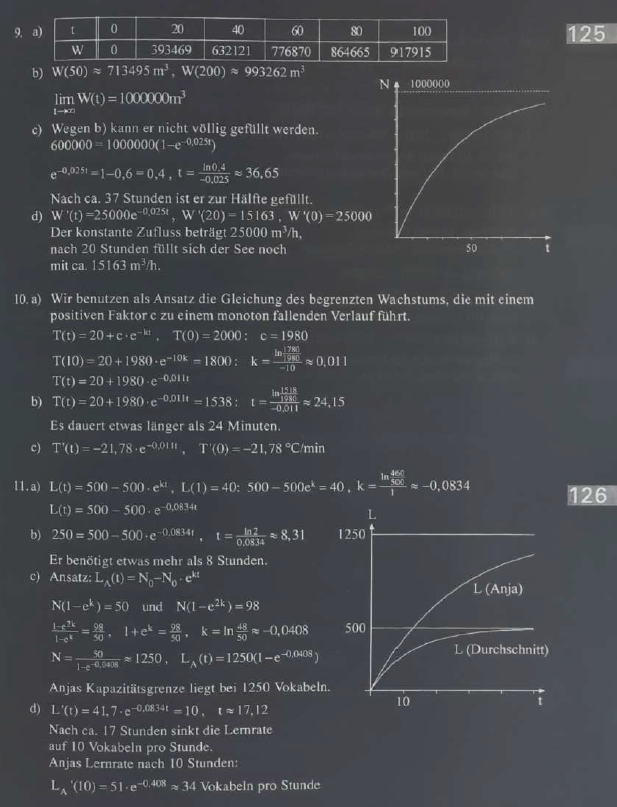 125
9. a) t 0 20 40 60 80 100
W 0 393469 632121 776870 864665 917915
b) W(50) ≈ 713495 m³, W(200) ≈ 993262 m³
lim W(t) = 1000000m³
t→∞
c) Wegen b) kann er nicht völlig gefüllt werden.
600000 = 1000000(1–e^-0,025t)
e^-0,025t = 1–0,6 = 0,4 , t = ln0,4/-0,025 ≈ 36,65
Nach ca. 37 Stunden ist er zur Hälfte gefüllt.
d) W'(t) = 25000e^-0,025t, W'(20) = 15163, W'(0) = 25000
Der konstante Zufluss beträgt 25000 m³/h,
nach 20 Stunden füllt sich der See noch
mit ca. 15163 m³/h.
N 1000000
50 t
10. a) Wir benutzen als Ansatz die Gleichung des begrenzten Wachstums, die mit einem
positiven Faktor c zu einem monoton fallenden Verlauf führt.
T(t) = 20 + c · e^-kt , T(0) = 2000: c = 1980
T(10) = 20 + 1980 · e^-10k = 1800: k = ln(1780/1980)/-10 ≈ 0,011
T(t) = 20 + 1980 · e^-0,011t
b) T(t) = 20 + 1980 · e^-0,011t = 1538: t = ln(1518/1980)/-0,011 ≈ 24,15
Es dauert etwas länger als 24 Minuten.
c) T'(t) = –21,78 · e^-0,011t, T'(0) = –21,78 °C/min
126
11. a) L(t) = 500 – 500 · e^kt, L(1) = 40: 500 – 500e^k = 40, k = ln(460/500)/1 ≈ –0,0834
L(t) = 500 – 500 · e^-0,0834t
b) 250 = 500 – 500 · e^-0,0834t, t = ln2/0,0834 ≈ 8,31
Er benötigt etwas mehr als 8 Stunden.
c) Ansatz: L_A(t) = N₀–N₀ · e^kt
N(1–e^k) = 50 und N(1–e^2k) = 98
1–e^2k/1–e^k = 98/50, 1+e^k = 98/50, k = ln 48/50 ≈ –0,0408
N = 50/1–e^-0,0408 ≈ 1250, L_A(t) = 1250(1–e^-0,0408)
Anjas Kapazitätsgrenze liegt bei 1250 Vokabeln.
d) L'(t) = 41,7 · e^-0,0834t = 10, t ≈ 17,12
Nach ca. 17 Stunden sinkt die Lernrate
auf 10 Vokabeln pro Stunde.
Anjas Lernrate nach 10 Stunden:
L_A'(10) = 51 · e^-0,408 ≈ 34 Vokabeln pro Stunde
L
1250
L (Anja)
500
L (Durchschnitt)
10 t